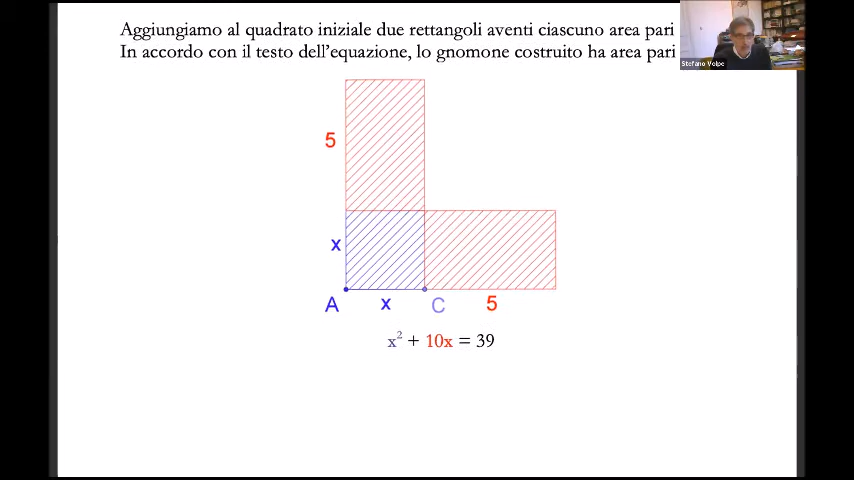 Aggiungiamo al quadrato iniziale due rettangoli aventi ciascuno area pari
In accordo con il testo dell'equazione, lo gnomone costruito ha area pari
Stefano Volpe
5
x
A
x
C
5
x² + 10x = 39